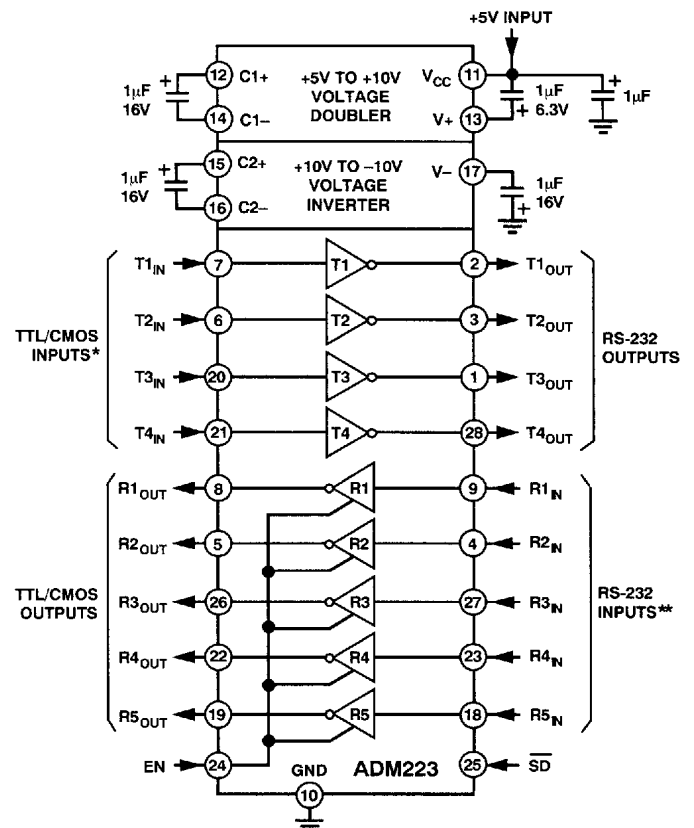 +5V INPUT
12 C1+ +5V TO +10V VCC 11
1μF 16V VOLTAGE 1μF 6.3V 1μF
14 C1– DOUBLER V+ 13
15 C2+ +10V TO –10V V– 17
1μF 16V VOLTAGE 1μF 16V
16 C2– INVERTER
T1IN 7 T1 2 T1OUT
T2IN 6 T2 3 T2OUT
TTL/CMOS INPUTS*
RS-232 OUTPUTS
T3IN 20 T3 1 T3OUT
T4IN 21 T4 28 T4OUT
R1OUT 8 R1 9 R1IN
R2OUT 5 R2 4 R2IN
TTL/CMOS OUTPUTS
RS-232 INPUTS**
R3OUT 26 R3 27 R3IN
R4OUT 22 R4 23 R4IN
R5OUT 19 R5 18 R5IN
EN 24 GND ADM223 25 SD
10